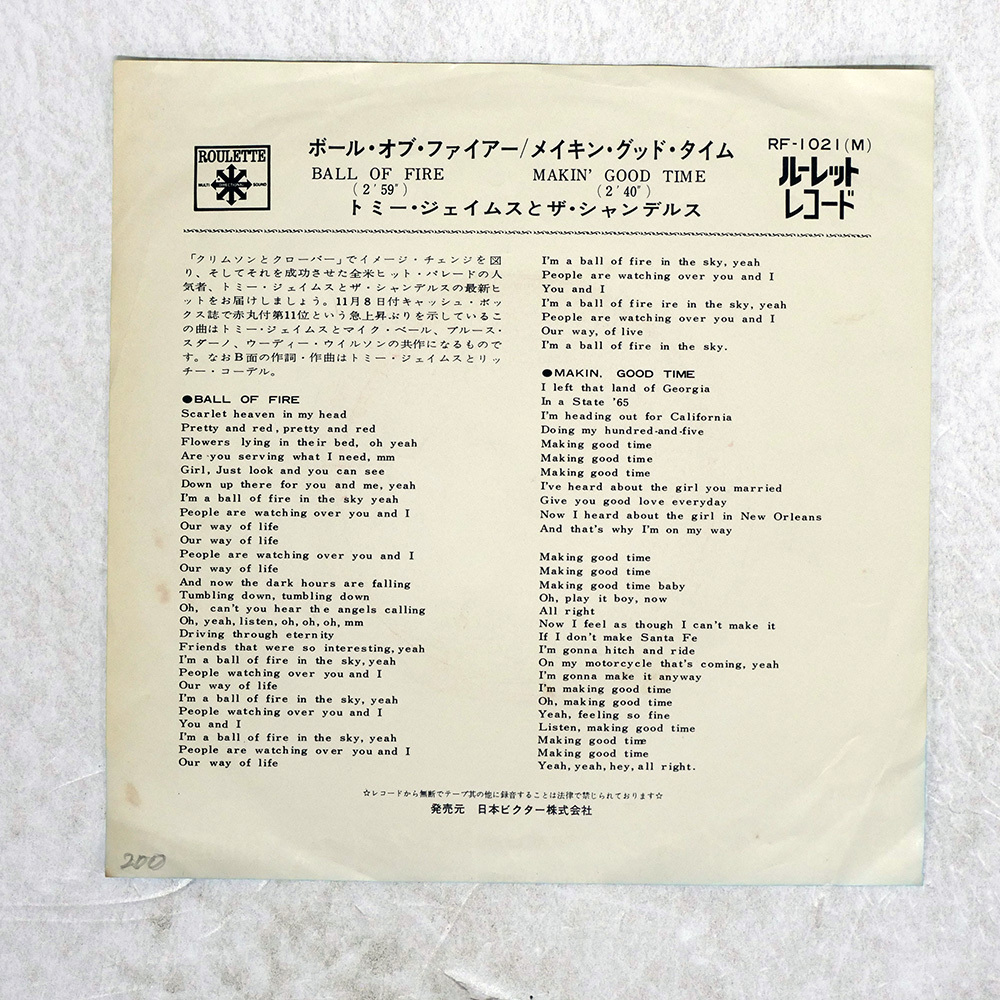 ROULETTE
MULTI DIRECTIONAL SOUND
ボール・オブ・ファイアー/メイキン・グッド・タイム
BALL OF FIRE MAKIN' GOOD TIME
(2'59") (2'40")
トミー・ジェイムスとザ・シャンデルス
RF-1021(M)
ルーレット
レコード
「クリムソンとクローバー」でイメージ・チェンジを図
り、そしてそれを成功させた全米ヒット・パレードの人
気者、トミー・ジェイムスとザ・シャンデルスの最新ヒ
ットをお届けしましょう。11月8日付キャッシュ・ボッ
クス誌で赤丸付第11位という急上昇ぶりを示しているこ
の曲はトミー・ジェイムスとマイク・ベール、ブルース・
スダーノ、ウーディー・ウイルソンの共作になるもので
す。なおB面の作詞・作曲はトミー・ジェイムスとリッ
チー・コーデル。
●BALL OF FIRE
Scarlet heaven in my head
Pretty and red, pretty and red
Flowers lying in their bed, oh yeah
Are you serving what I need, mm
Girl, Just look and you can see
Down up there for you and me, yeah
I'm a ball of fire in the sky yeah
People are watching over you and I
Our way of life
Our way of life
People are watching over you and I
Our way of life
And now the dark hours are falling
Tumbling down, tumbling down
Oh, can't you hear the angels calling
Oh, yeah, listen, oh, oh, oh, mm
Driving through eternity
Friends that were so interesting, yeah
I'm a ball of fire in the sky, yeah
People watching over you and I
Our way of life
I'm a ball of fire in the sky, yeah
People watching over you and I
You and I
I'm a ball of fire in the sky, yeah
People are watching over you and I
Our way of life
I'm a ball of fire in the sky, yeah
People are watching over you and I
You and I
I'm a ball of fire ire in the sky, yeah
People are watching over you and I
Our way, of live
I'm a ball of fire in the sky.
●MAKIN. GOOD TIME
I left that land of Georgia
In a State '65
I'm heading out for California
Doing my hundred-and-five
Making good time
Making good time
Making good time
I've heard about the girl you married
Give you good love everyday
Now I heard about the girl in New Orleans
And that's why I'm on my way
Making good time
Making good time
Making good time baby
Oh, play it boy, now
All right
Now I feel as though I can't make it
If I don't make Santa Fe
I'm gonna hitch and ride
On my motorcycle that's coming, yeah
I'm gonna make it anyway
I'm making good time
Oh, making good time
Yeah, feeling so fine
Listen, making good time
Making good time
Making good time
Yeah, yeah, hey, all right.
☆レコードから無断でテープ其の他に録音することは法律で禁じられております☆
発売元 日本ビクター株式会社
200